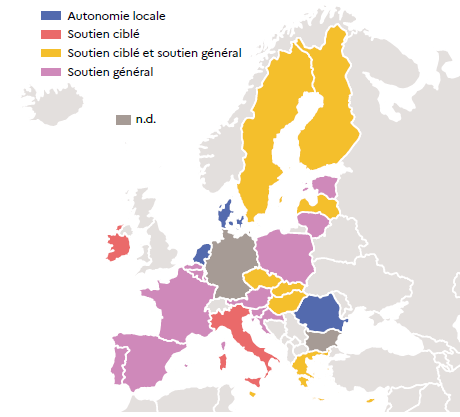 Autonomie locale
Soutien ciblé
Soutien ciblé et soutien général
Soutien général
n.d.